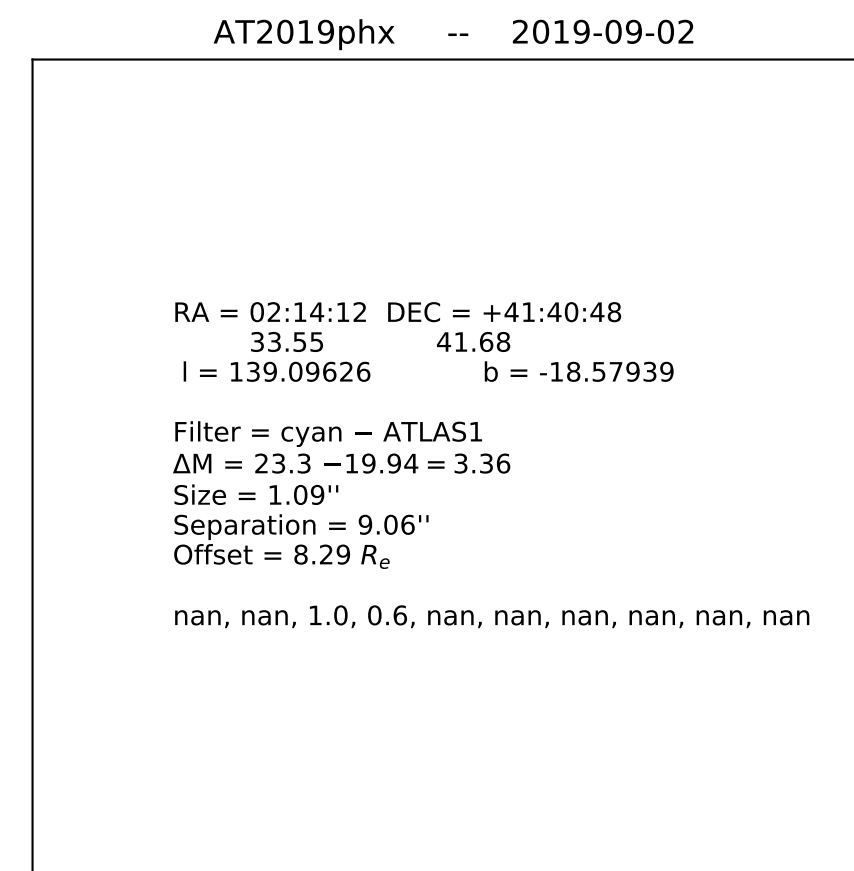 AT2019phx -- 2019-09-02
RA = 02:14:12 DEC = +41:40:48
33.55 41.68
l = 139.09626 b = -18.57939
Filter = cyan − ATLAS1
ΔM = 23.3 −19.94 = 3.36
Size = 1.09''
Separation = 9.06''
Offset = 8.29 Re
nan, nan, 1.0, 0.6, nan, nan, nan, nan, nan, nan